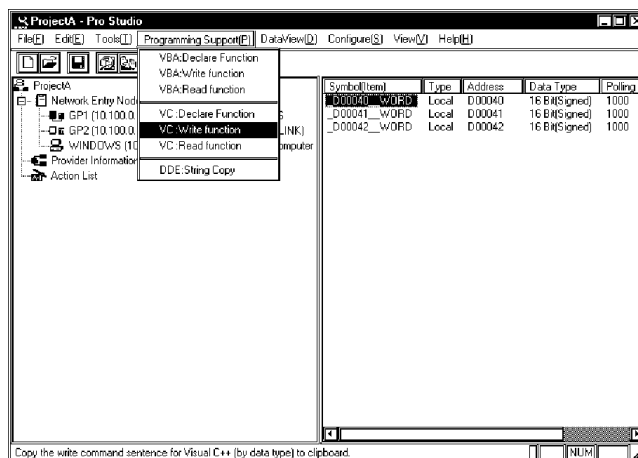 ProjectA - Pro Studio
File(F) Edit(E) Tools(T) Programming Support(P) DataView(D) Configure(S) View(V) Help(H)
VBA:Declare Function
VBA:Write function
VBA:Read function
VC :Declare Function
VC :Write function
VC :Read function
DDE:String Copy
ProjectA
Network Entry Node
GP1 (10.100.0.
GP2 (10.100.0. LINK)
WINDOWS (10 omputer
Provider Information
Action List
Symbol(Item) Type Address Data Type Polling
_D00040__WORD Local D00040 16 Bit(Signed) 1000
_D00041__WORD Local D00041 16 Bit(Signed) 1000
_D00042__WORD Local D00042 16 Bit(Signed) 1000
Copy the write command sentence for Visual C++ (by data type) to clipboard.
NUM